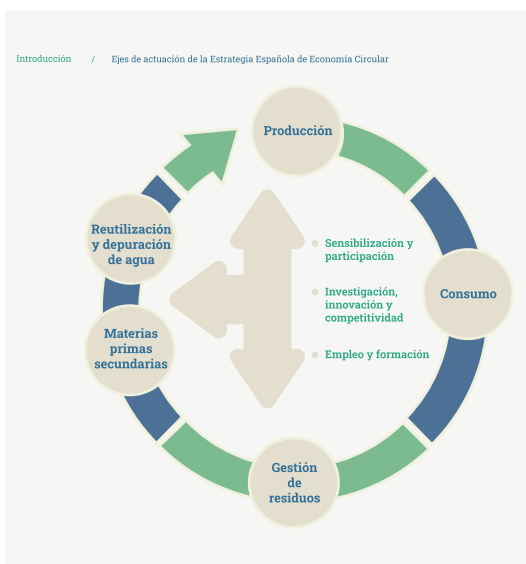 Introducción / Ejes de actuación de la Estrategia Española de Economía Circular
Producción
Reutilización
y depuración
de agua
Sensibilización y
participación
Investigación,
innovación y
competitividad
Consumo
Materias
primas
secundarias
Empleo y formación
Gestión
de
residuos